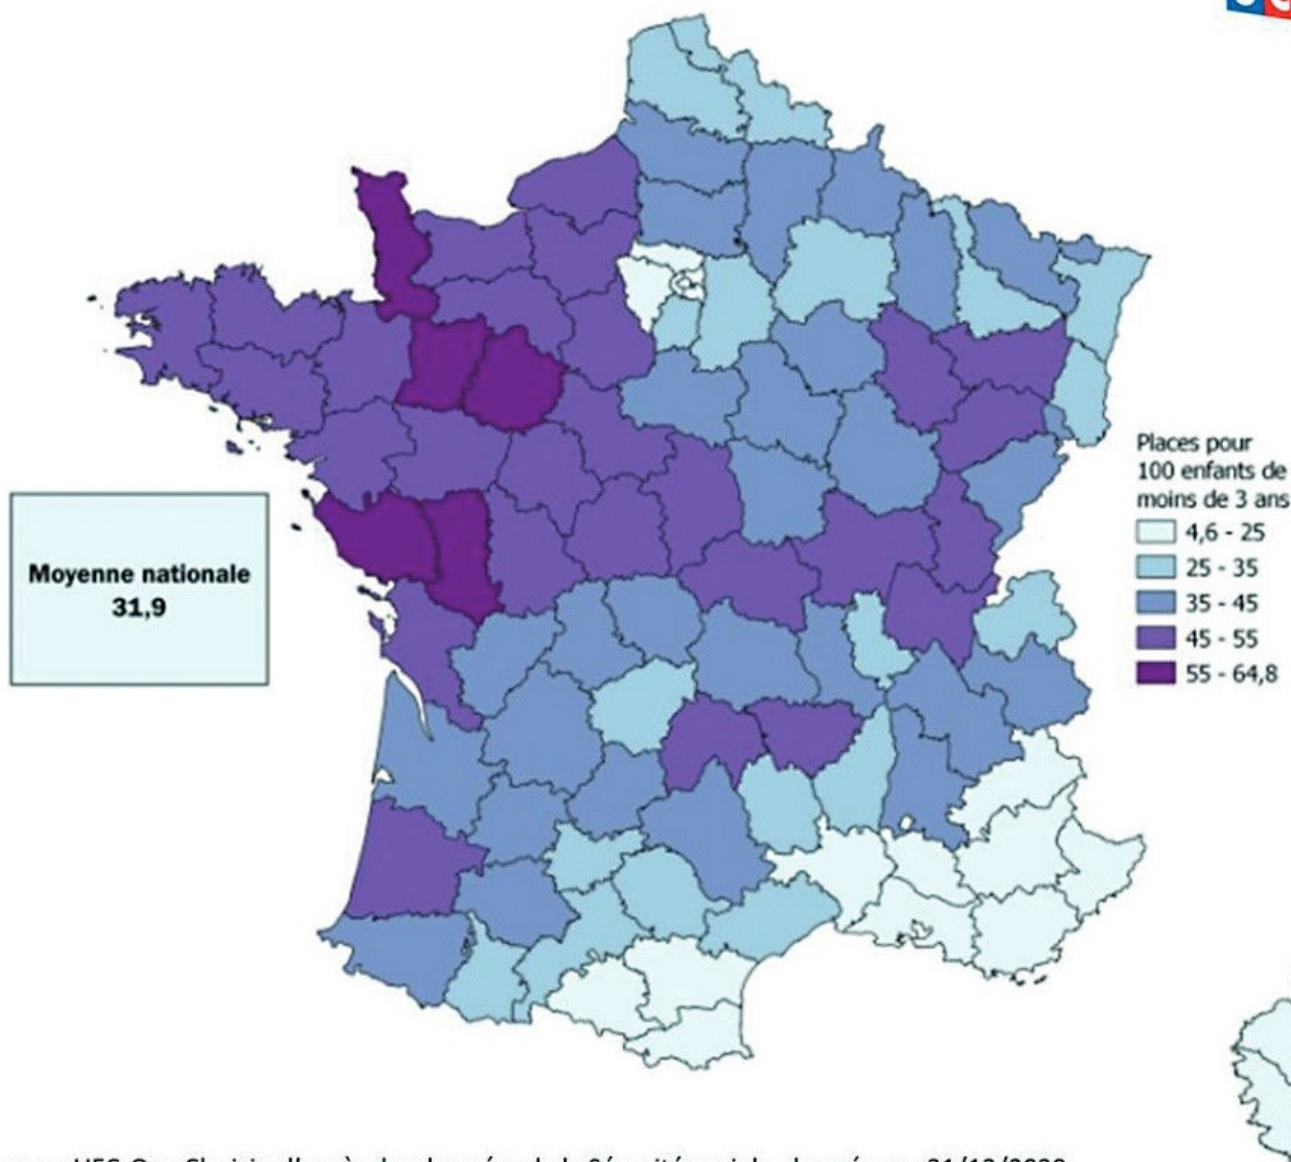 Places pour
100 enfants de
moins de 3 ans
4,6 - 25
25 - 35
35 - 45
45 - 55
55 - 64,8
Moyenne nationale
31,9